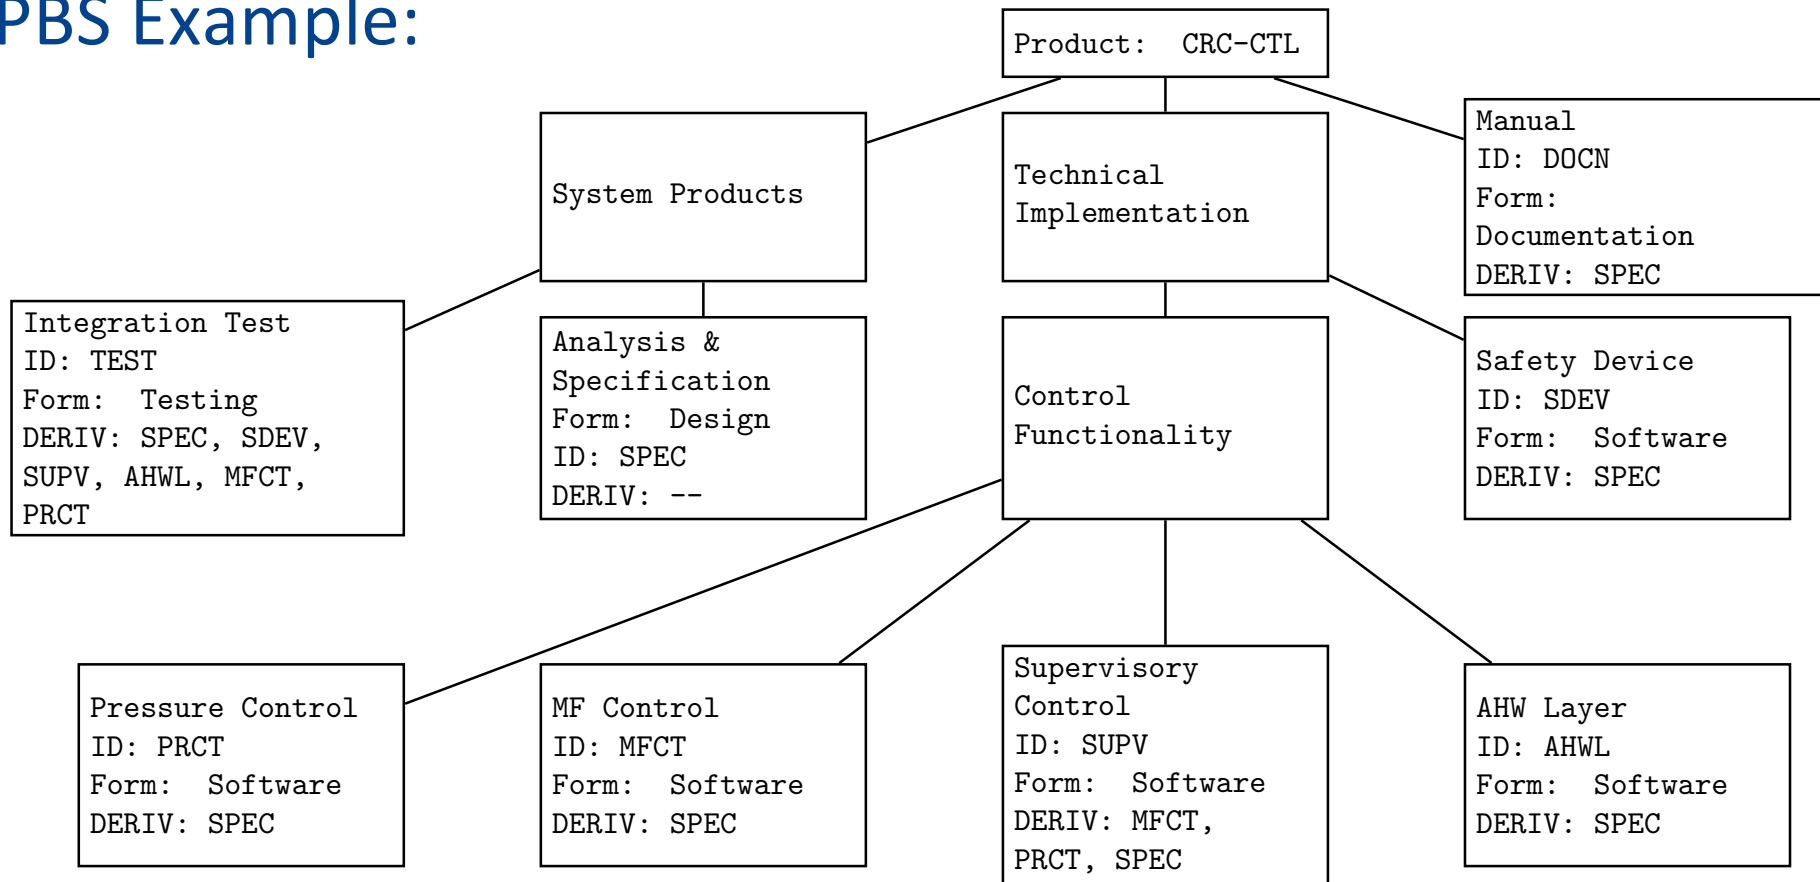 PBS Example:
Product: CRC-CTL
System Products
Technical
Implementation
Manual
ID: DOCN
Form:
Documentation
DERIV: SPEC
Integration Test
ID: TEST
Form: Testing
DERIV: SPEC, SDEV,
SUPV, AHWL, MFCT,
PRCT
Analysis &
Specification
Form: Design
ID: SPEC
DERIV: --
Control
Functionality
Safety Device
ID: SDEV
Form: Software
DERIV: SPEC
Pressure Control
ID: PRCT
Form: Software
DERIV: SPEC
MF Control
ID: MFCT
Form: Software
DERIV: SPEC
Supervisory
Control
ID: SUPV
Form: Software
DERIV: MFCT,
PRCT, SPEC
AHW Layer
ID: AHWL
Form: Software
DERIV: SPEC